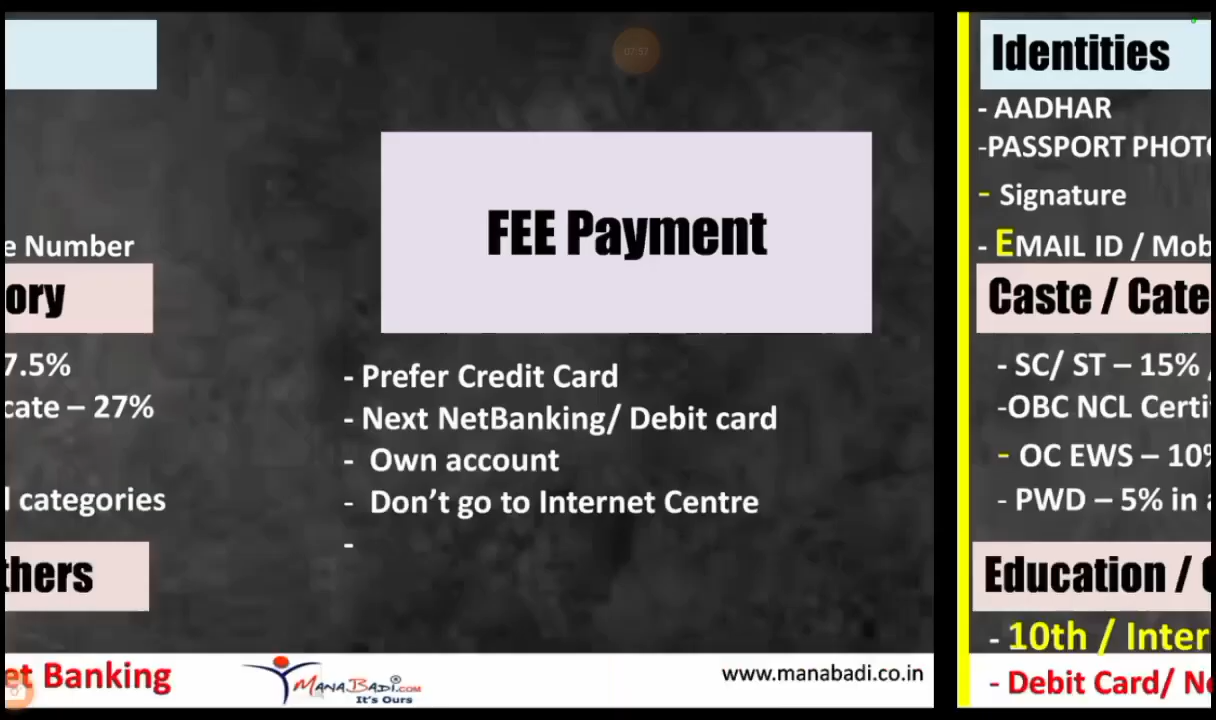 e Number
ory
7.5%
cate – 27%
l categories
thers
et Banking
07:57
FEE Payment
- Prefer Credit Card
- Next NetBanking/ Debit card
- Own account
- Don't go to Internet Centre
-
MANABADI.COM
It's Ours
www.manabadi.co.in
Identities
- AADHAR
-PASSPORT PHOTO
- Signature
- EMAIL ID / Mob
Caste / Cate
- SC/ ST – 15% /
-OBC NCL Certi
- OC EWS – 10%
- PWD – 5% in a
Education /
- 10th / Inter
- Debit Card/ Ne